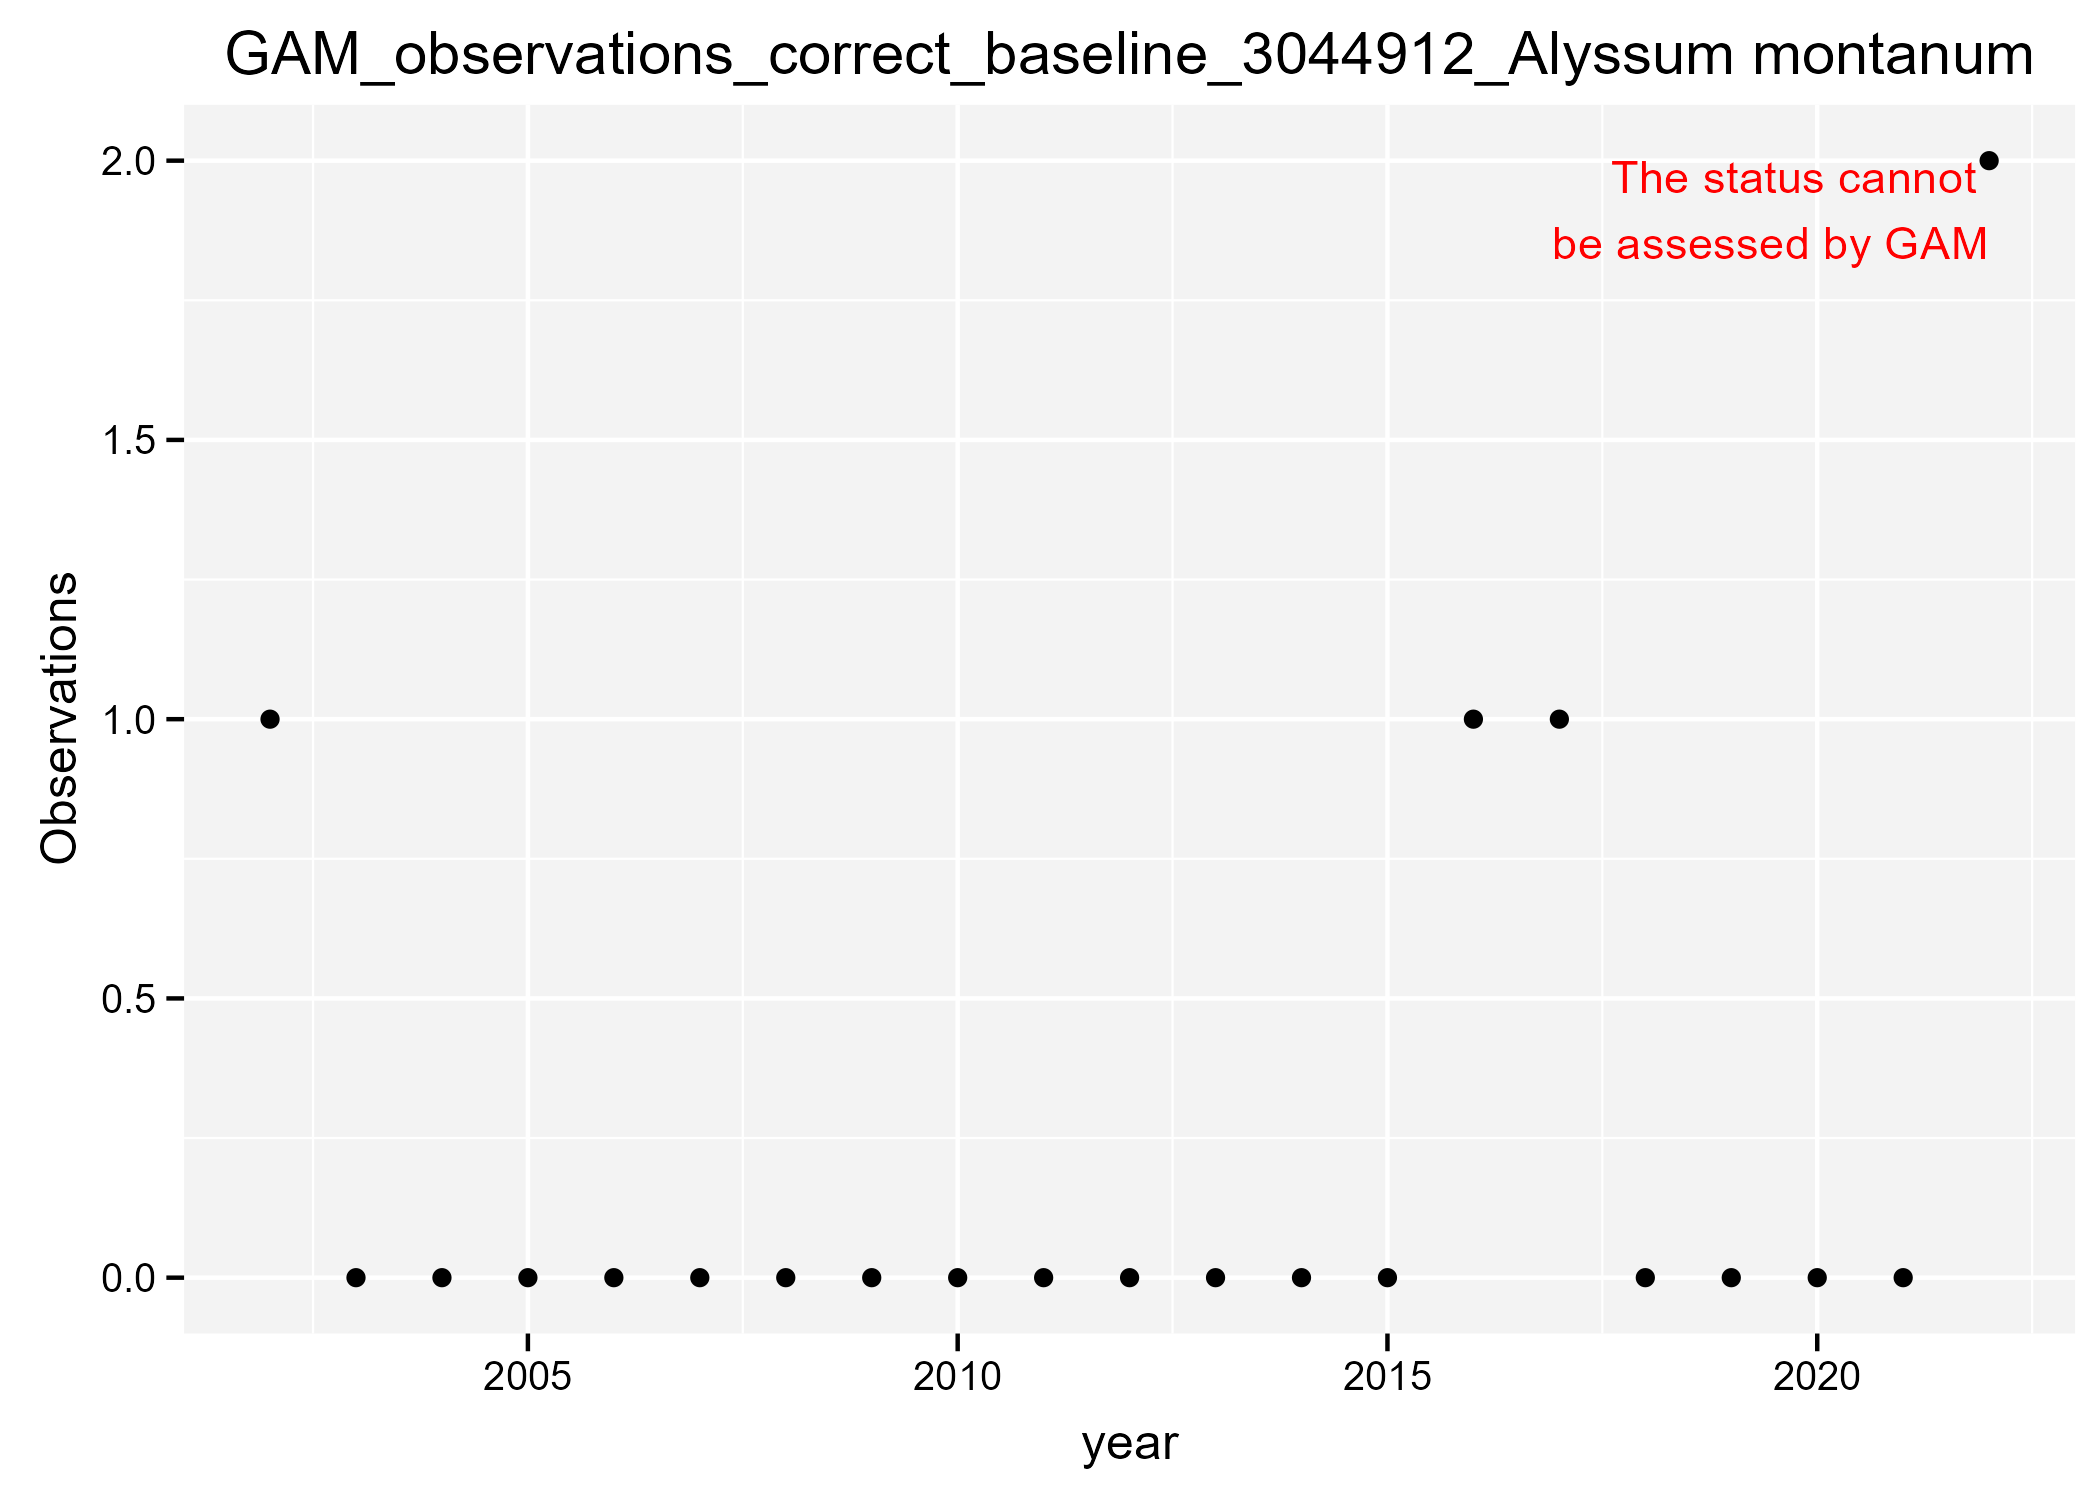 GAM_observations_correct_baseline_3044912_Alyssum montanum
2.0
The status cannot
be assessed by GAM
1.5
Observations
1.0
0.5
0.0
2005 2010 2015 2020
year